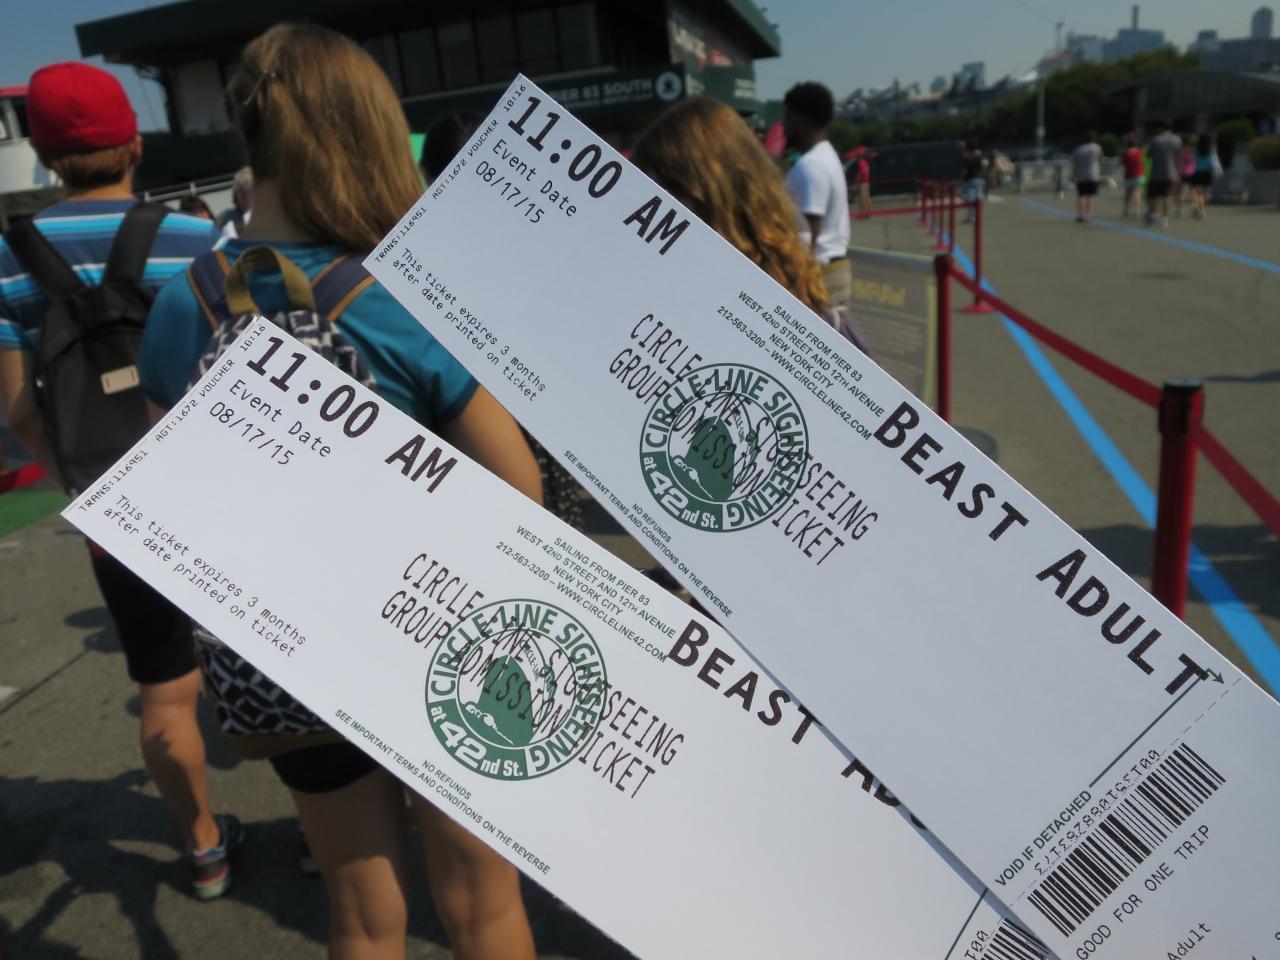 PIER 83 SOUTH
10:16
AGT:1672 VOUCHER
TRANS:116951
11:00 AM
Event Date
08/17/15
This ticket expires 3 months
after date printed on ticket
SAILING FROM PIER 83
WEST 42ND STREET AND 12TH AVENUE
NEW YORK CITY
212-563-3200 – WWW.CIRCLELINE42.COM
CIRCLE LINE SIGHTSEEING
GROUP ADMISSION TICKET
CIRCLE LINE SIGHTSEEING
at 42nd St.
NO REFUNDS
SEE IMPORTANT TERMS AND CONDITIONS ON THE REVERSE
BEAST ADULT
VOID IF DETACHED
GOOD FOR ONE TRIP
Adult
10:16
AGT:1672 VOUCHER
TRANS:116951
11:00 AM
Event Date
08/17/15
This ticket expires 3 months
after date printed on ticket
SAILING FROM PIER 83
WEST 42ND STREET AND 12TH AVENUE
NEW YORK CITY
212-563-3200 – WWW.CIRCLELINE42.COM
CIRCLE LINE SIGHTSEEING
GROUP ADMISSION TICKET
CIRCLE LINE SIGHTSEEING
at 42nd St.
NO REFUNDS
SEE IMPORTANT TERMS AND CONDITIONS ON THE REVERSE
BEAST AD